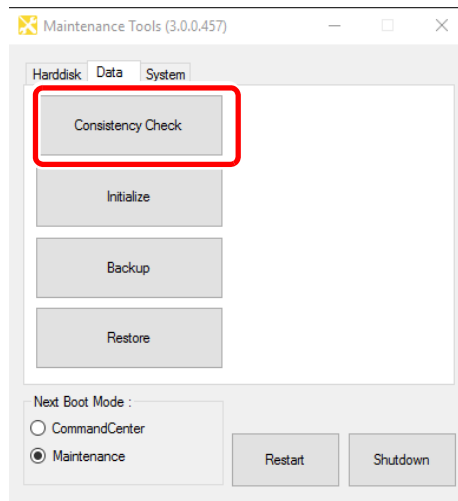 Maintenance Tools (3.0.0.457)
Harddisk Data System
Consistency Check
Initialize
Backup
Restore
Next Boot Mode :
CommandCenter
Maintenance
Restart Shutdown